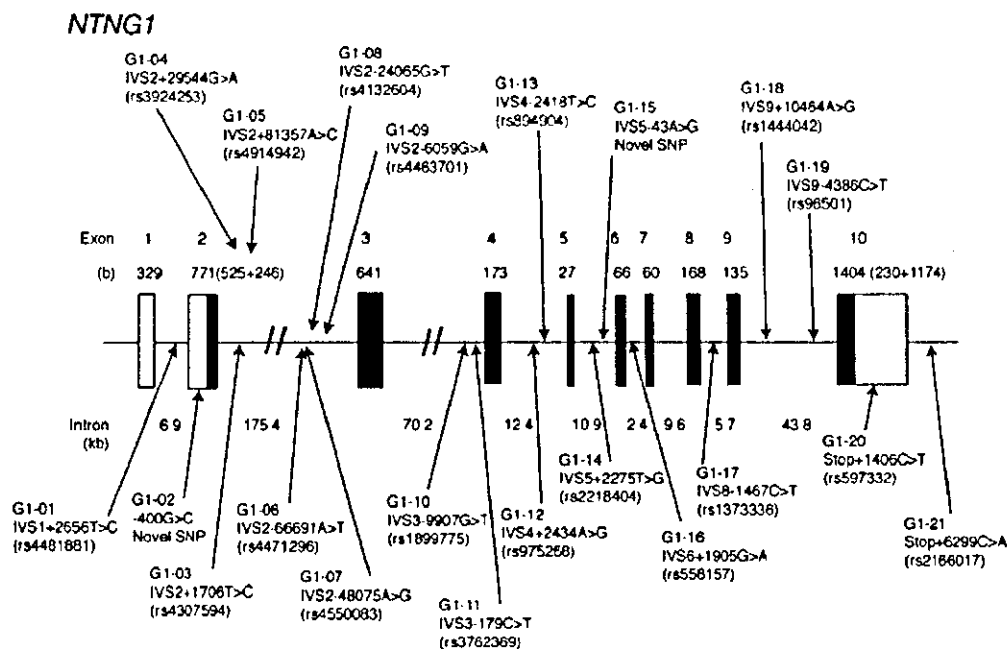 NTNG1
G1-04
IVS2+29544G>A
(rs3924253)
G1-05
IVS2+81357A>C
(rs4914942)
G1-08
IVS2-24065G>T
(rs4132604)
G1-09
IVS2-6059G>A
(rs4463701)
G1-13
IVS4-2418T>C
(rs894904)
G1-15
IVS5-43A>G
Novel SNP
G1-18
IVS9+10464A>G
(rs1444042)
G1-19
IVS9-4386C>T
(rs96501)
Exon 1 2 3 4 5 6 7 8 9 10
(b) 329 771(525+246) 641 173 27 66 60 168 135 1404 (230+1174)
Intron 6.9 175.4 70.2 12.4 10.9 2.4 9.6 5.7 43.8
(kb)
G1-01
IVS1+2656T>C
(rs4481881)
G1-02
-400G>C
Novel SNP
G1-03
IVS2+1706T>C
(rs4307594)
G1-06
IVS2-66691A>T
(rs4471296)
G1-07
IVS2-48075A>G
(rs4550083)
G1-10
IVS3-9907G>T
(rs1899775)
G1-11
IVS3-179C>T
(rs3762369)
G1-12
IVS4+2434A>G
(rs975268)
G1-14
IVS5+2275T>G
(rs2218404)
G1-16
IVS6+1905G>A
(rs558157)
G1-17
IVS8-1467C>T
(rs1373336)
G1-20
Stop+1406C>T
(rs597332)
G1-21
Stop+6299C>A
(rs2166017)